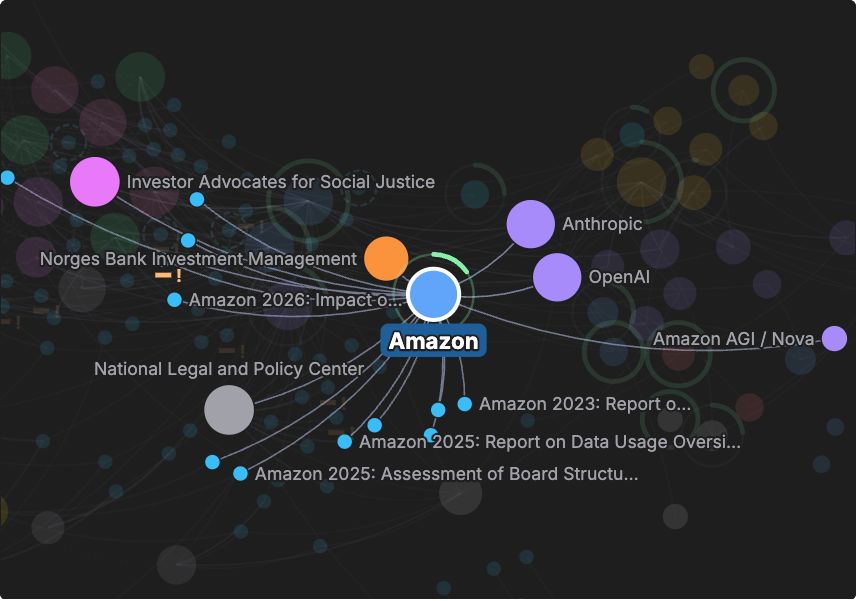 Investor Advocates for Social Justice
Anthropic
Norges Bank Investment Management
OpenAI
Amazon 2026: Impact o...
Amazon
Amazon AGI / Nova
National Legal and Policy Center
Amazon 2023: Report o...
Amazon 2025: Report on Data Usage Oversi...
Amazon 2025: Assessment of Board Structu...